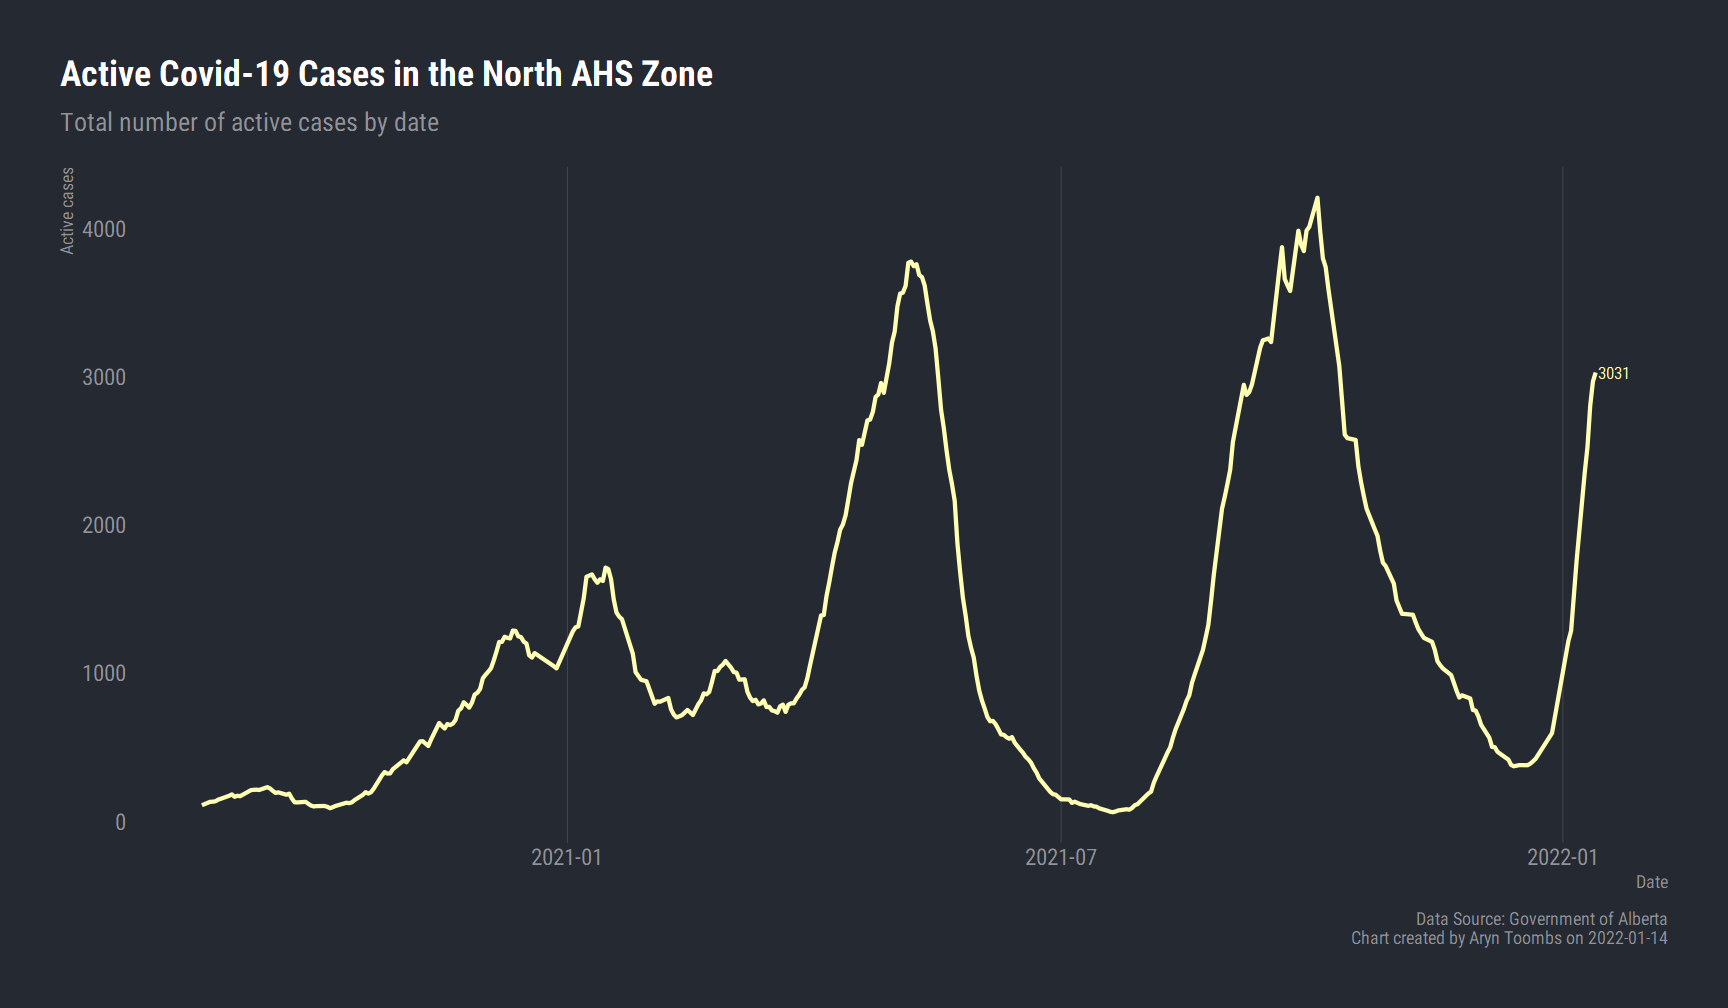 Active Covid-19 Cases in the North AHS Zone
Total number of active cases by date
Active cases
4000
3000
2000
1000
0
3031
2021-01
2021-07
2022-01
Date
Data Source: Government of Alberta
Chart created by Aryn Toombs on 2022-01-14